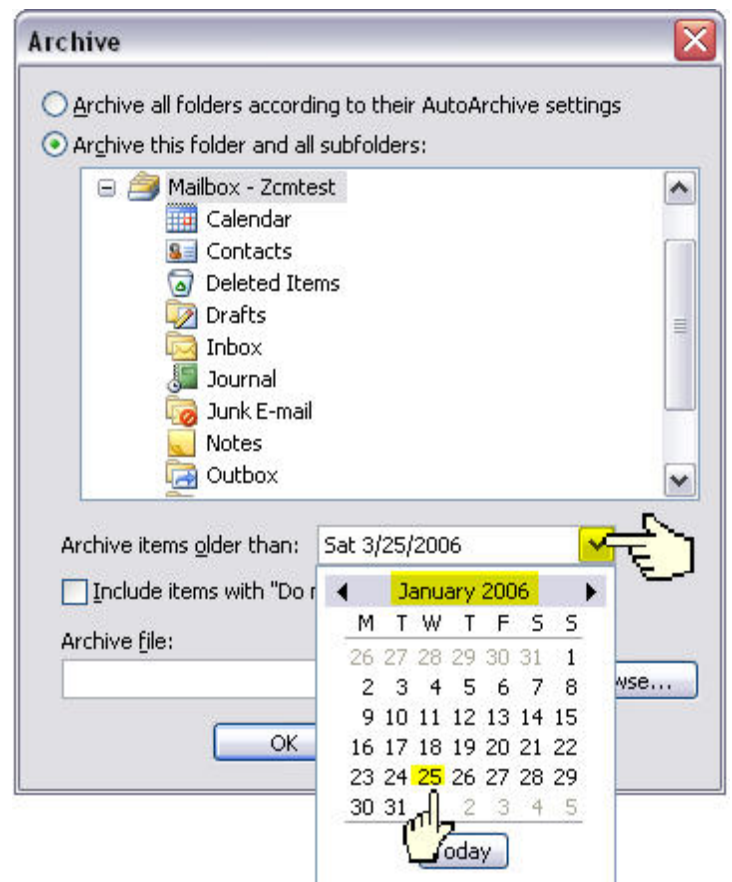 Archive
Archive all folders according to their AutoArchive settings
Archive this folder and all subfolders:
Mailbox - Zcmtest
Calendar
Contacts
Deleted Items
Drafts
Inbox
Journal
Junk E-mail
Notes
Outbox
Archive items older than: Sat 3/25/2006
Include items with "Do
January 2006
M T W T F S S
26 27 28 29 30 31 1
2 3 4 5 6 7 8
9 10 11 12 13 14 15
16 17 18 19 20 21 22
23 24 25 26 27 28 29
30 31 2 3 4 5
Archive file:
wse...
OK
oday